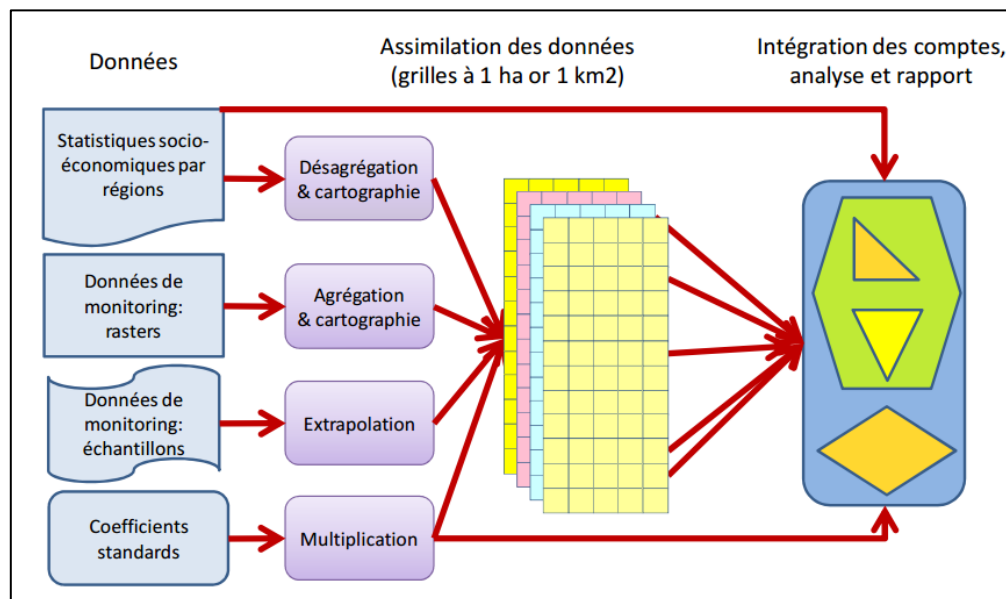 Données
Assimilation des données
(grilles à 1 ha or 1 km2)
Intégration des comptes,
analyse et rapport
Statistiques socio-
économiques par
régions
Désagrégation
& cartographie
Données de
monitoring:
rasters
Agrégation
& cartographie
Données de
monitoring:
échantillons
Extrapolation
Coefficients
standards
Multiplication